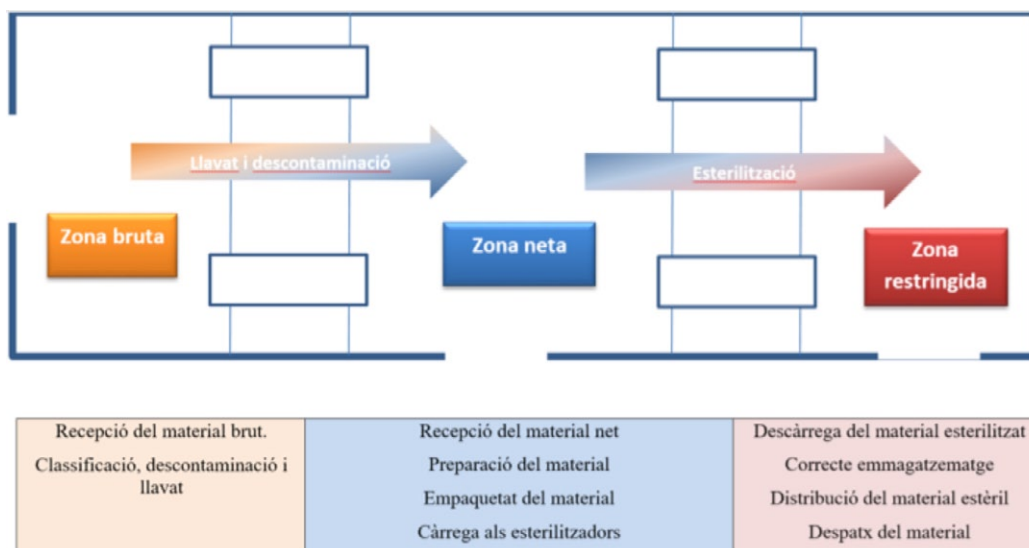 Llavat i descontaminació
Esterilització
Zona bruta
Zona neta
Zona
restringida
Recepció del material brut.
Classificació, descontaminació i
llavat
Recepció del material net
Preparació del material
Empaquetat del material
Càrrega als esterilitzadors
Descàrrega del material esterilitzat
Correcte emmagatzematge
Distribució del material estèril
Despatx del material